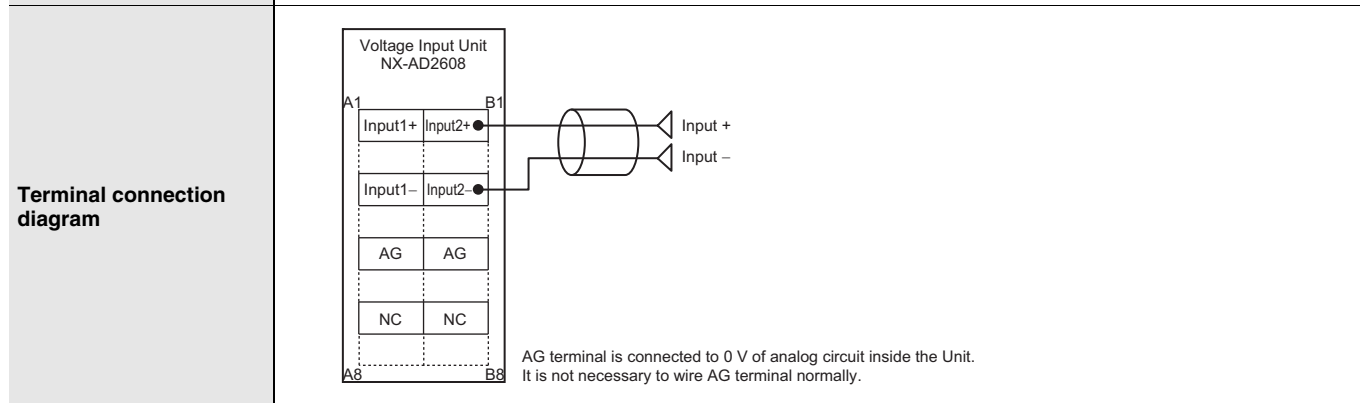 Terminal connection
diagram
Voltage Input Unit
NX-AD2608
A1 B1
Input1+ Input2+ Input +
Input −
Input1− Input2−
AG AG
NC NC
A8 B8
AG terminal is connected to 0 V of analog circuit inside the Unit.
It is not necessary to wire AG terminal normally.